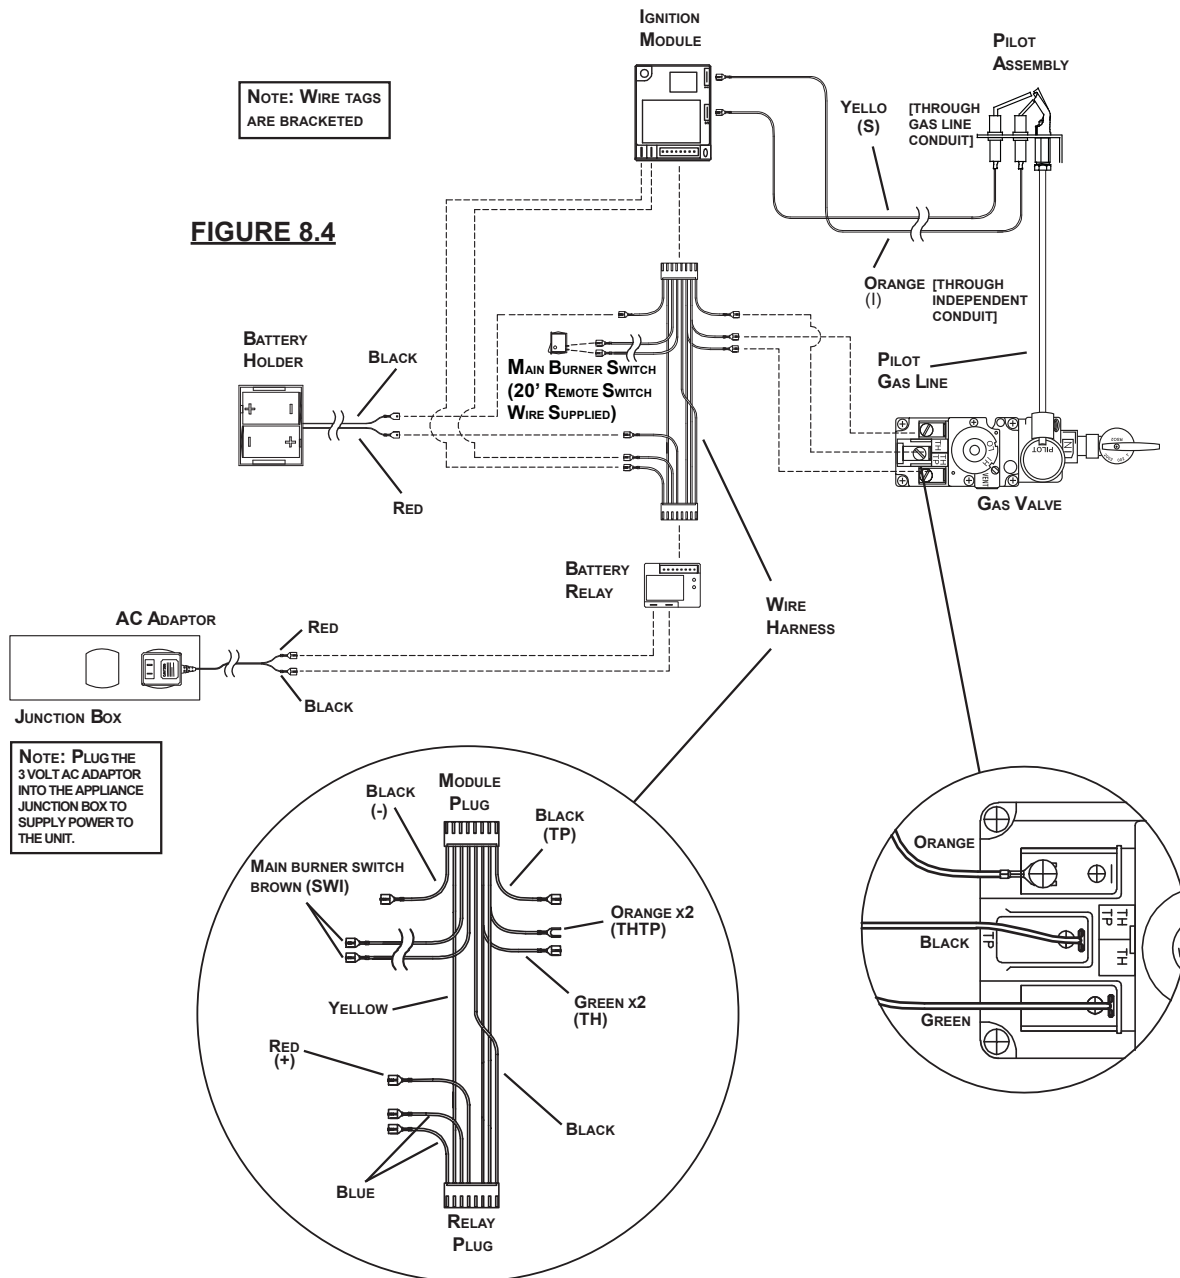 IGNITION
MODULE
PILOT
ASSEMBLY
NOTE: WIRE TAGS
ARE BRACKETED
YELLO
(S)
[THROUGH
GAS LINE
CONDUIT]
FIGURE 8.4
ORANGE
(I)
[THROUGH
INDEPENDENT
CONDUIT]
BATTERY
HOLDER
BLACK
MAIN BURNER SWITCH
(20' REMOTE SWITCH
WIRE SUPPLIED)
PILOT
GAS LINE
+ -
- +
RED
TH
TP
TH
PILOT
IN
VENT
GAS VALVE
BATTERY
RELAY
WIRE
HARNESS
AC ADAPTOR
RED
BLACK
JUNCTION BOX
NOTE: PLUG THE
3 VOLT AC ADAPTOR
INTO THE APPLIANCE
JUNCTION BOX TO
SUPPLY POWER TO
THE UNIT.
BLACK
(-)
MODULE
PLUG
BLACK
(TP)
MAIN BURNER SWITCH
BROWN (SWI)
ORANGE X2
(THTP)
YELLOW
GREEN X2
(TH)
RED
(+)
BLACK
BLUE
RELAY
PLUG
ORANGE
BLACK
TP
TH
TP
TH
GREEN